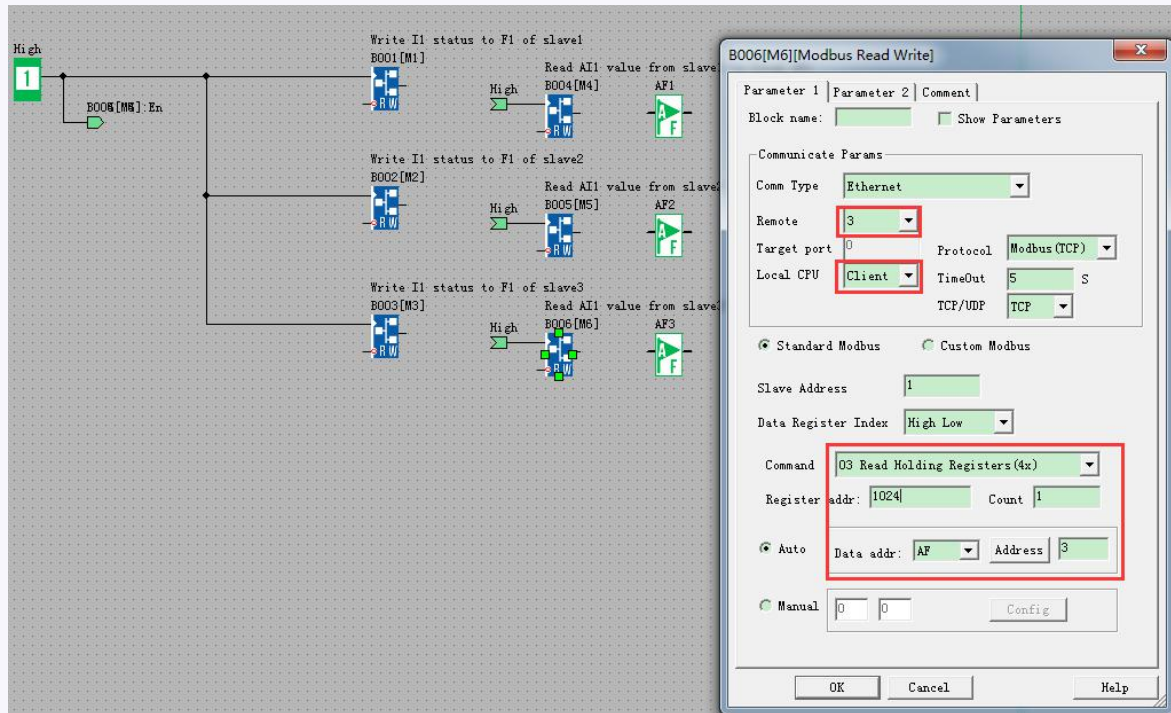 High
1
B006[M6]:En
Write I1 status to F1 of slave1
B001[M1]
RW
Read AI1 value from slave
High
B004[M4]
AF1
RW
A
F
Write I1 status to F1 of slave2
B002[M2]
RW
Read AI1 value from slave2
High
B005[M5]
AF2
RW
A
F
Write I1 status to F1 of slave3
B003[M3]
RW
Read AI1 value from slave3
High
B006[M6]
AF3
RW
A
F
B006[M6][Modbus Read Write]
Parameter 1 Parameter 2 Comment
Block name: Show Parameters
Communicate Params
Comm Type Ethernet
Remote 3
Target port 0 Protocol Modbus(TCP)
Local CPU Client TimeOut 5 S
TCP/UDP TCP
Standard Modbus Custom Modbus
Slave Address 1
Data Register Index High Low
Command 03 Read Holding Registers(4x)
Register addr: 1024 Count 1
Auto Data addr: AF Address 3
Manual 0 0 Config
OK Cancel Help